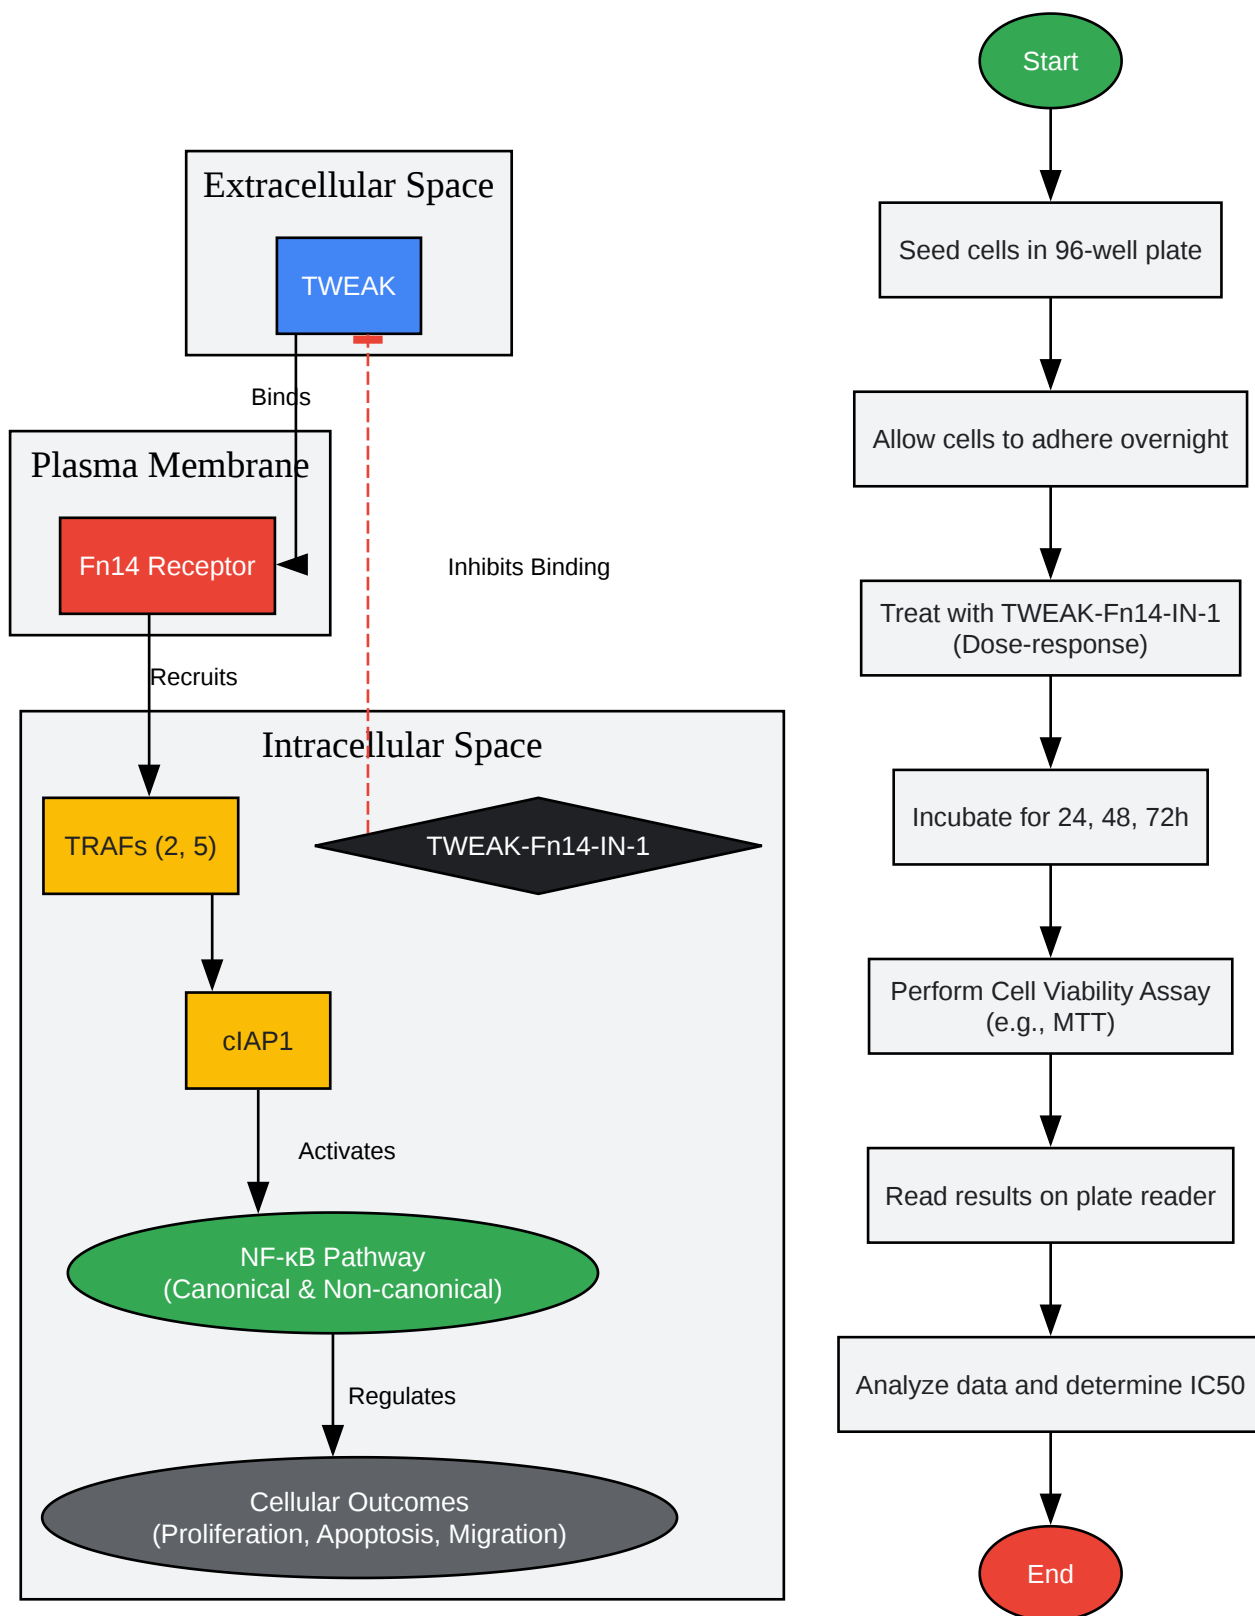 Extracellular Space
TWEAK
Binds
Plasma Membrane
Fn14 Receptor
Inhibits Binding
Recruits
Intracellular Space
TRAFs (2, 5)
TWEAK-Fn14-IN-1
cIAP1
Activates
NF-κB Pathway
(Canonical & Non-canonical)
Regulates
Cellular Outcomes
(Proliferation, Apoptosis, Migration)
Start
Seed cells in 96-well plate
Allow cells to adhere overnight
Treat with TWEAK-Fn14-IN-1
(Dose-response)
Incubate for 24, 48, 72h
Perform Cell Viability Assay
(e.g., MTT)
Read results on plate reader
Analyze data and determine IC50
End